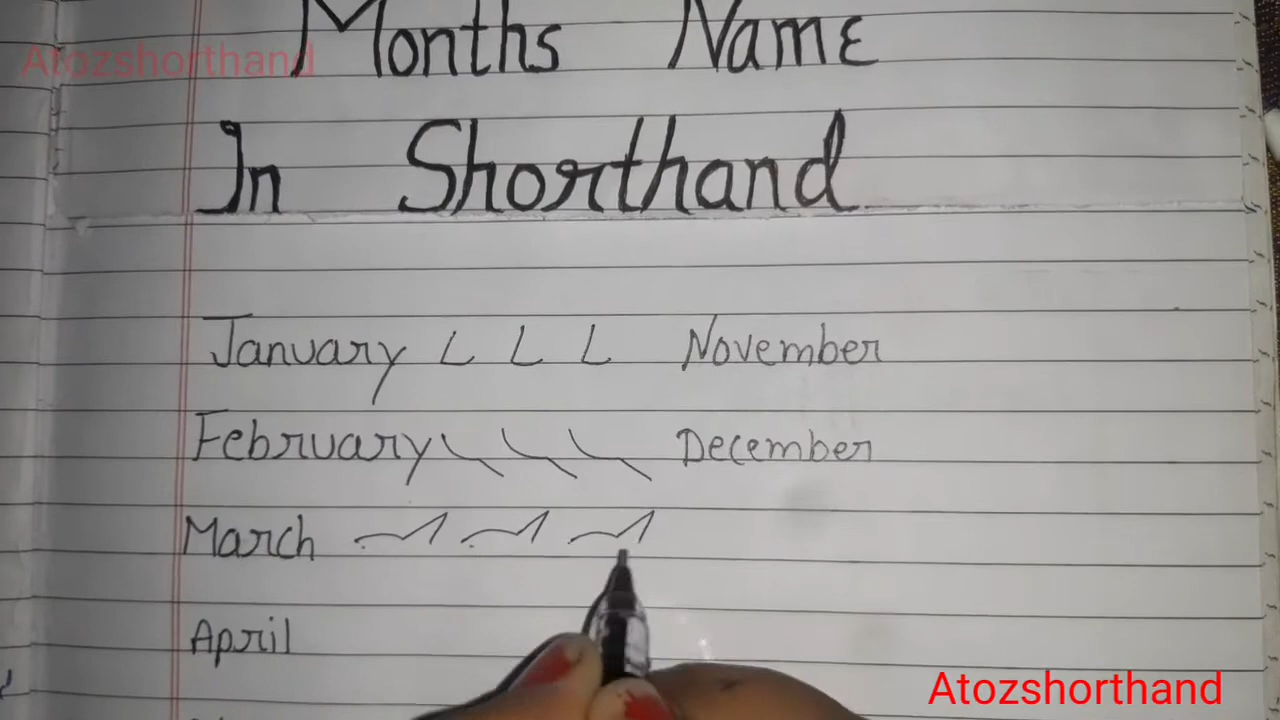 Months Name
Atozshorthand
In Shorthand
January November
February December
March
April
Atozshorthand